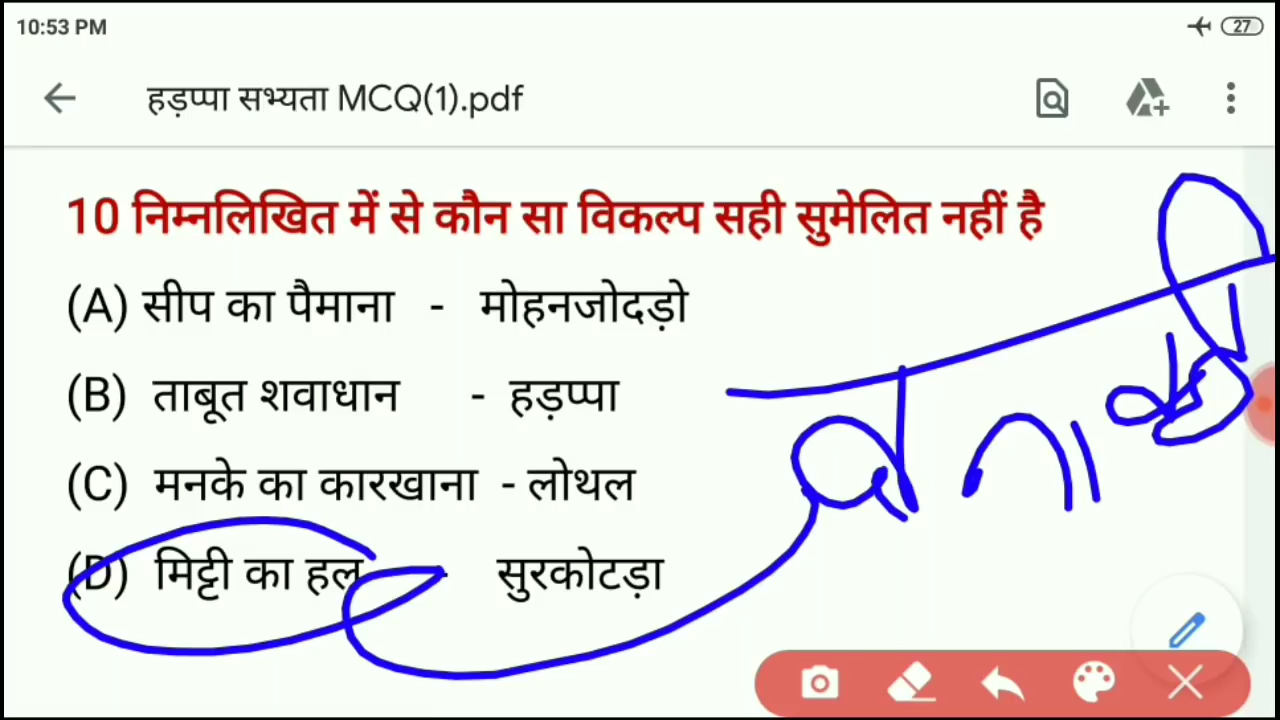 10:53 PM 27
हड़प्पा सभ्यता MCQ(1).pdf
10 निम्नलिखित में से कौन सा विकल्प सही सुमेलित नहीं है
(A) सीप का पैमाना - मोहनजोदड़ो
(B) ताबूत शवाधान - हड़प्पा
(C) मनके का कारखाना - लोथल
(D) मिट्टी का हल - सुरकोटड़ा